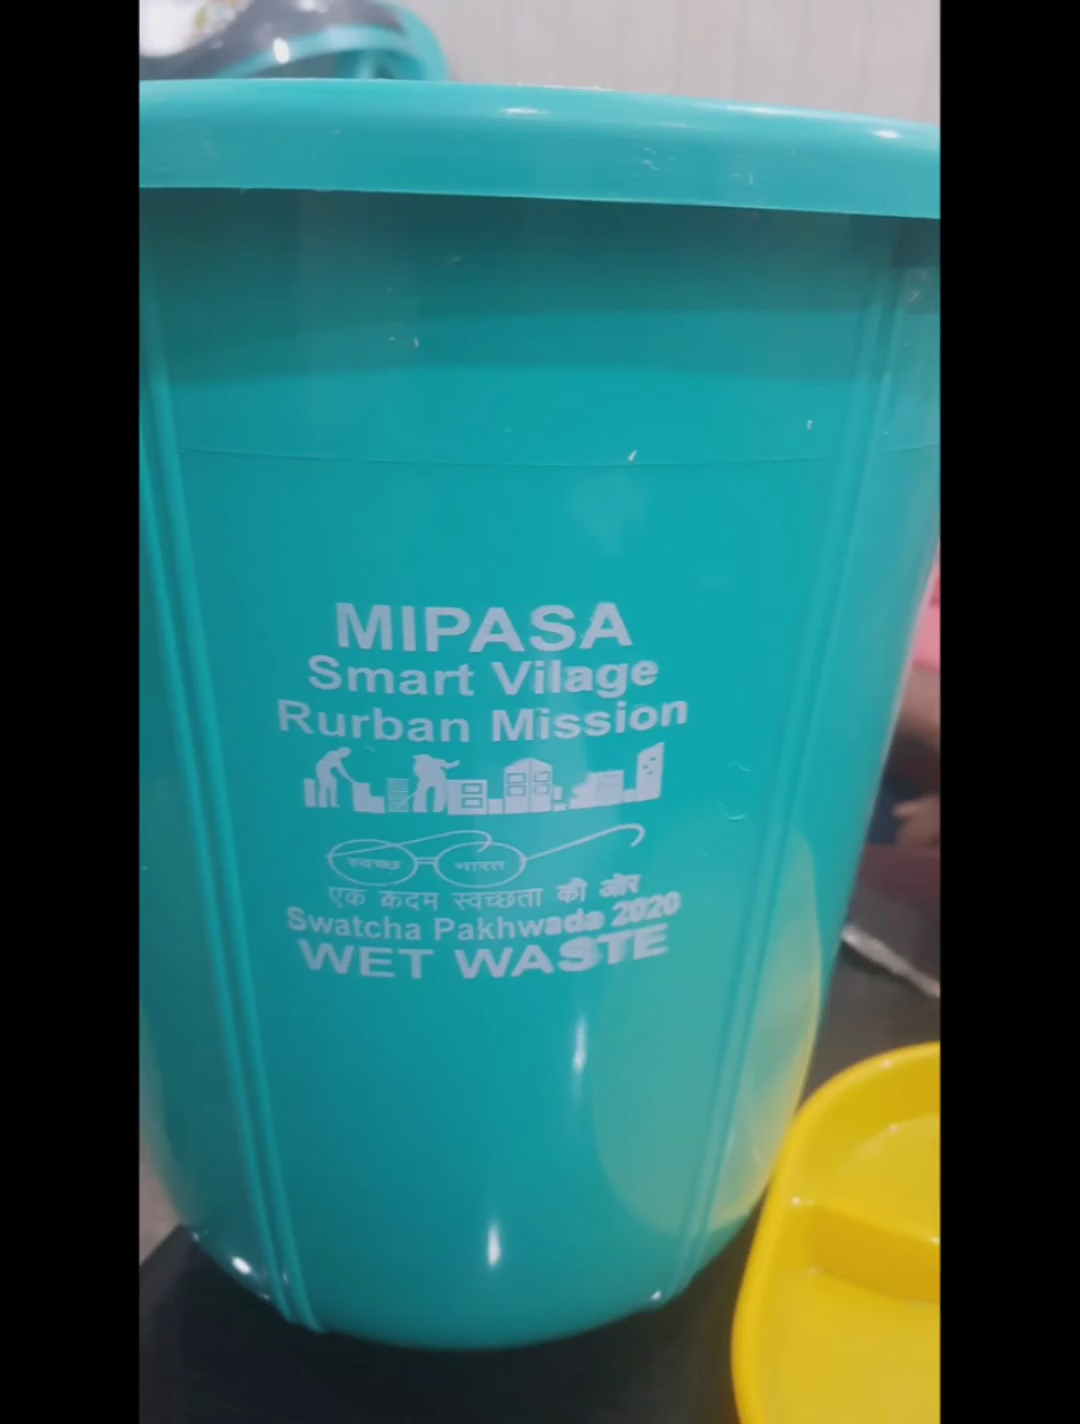 MIPASA
Smart Vilage
Rurban Mission
स्वच्छ भारत
एक कदम स्वच्छता की ओर
Swatcha Pakhwada 2020
WET WASTE